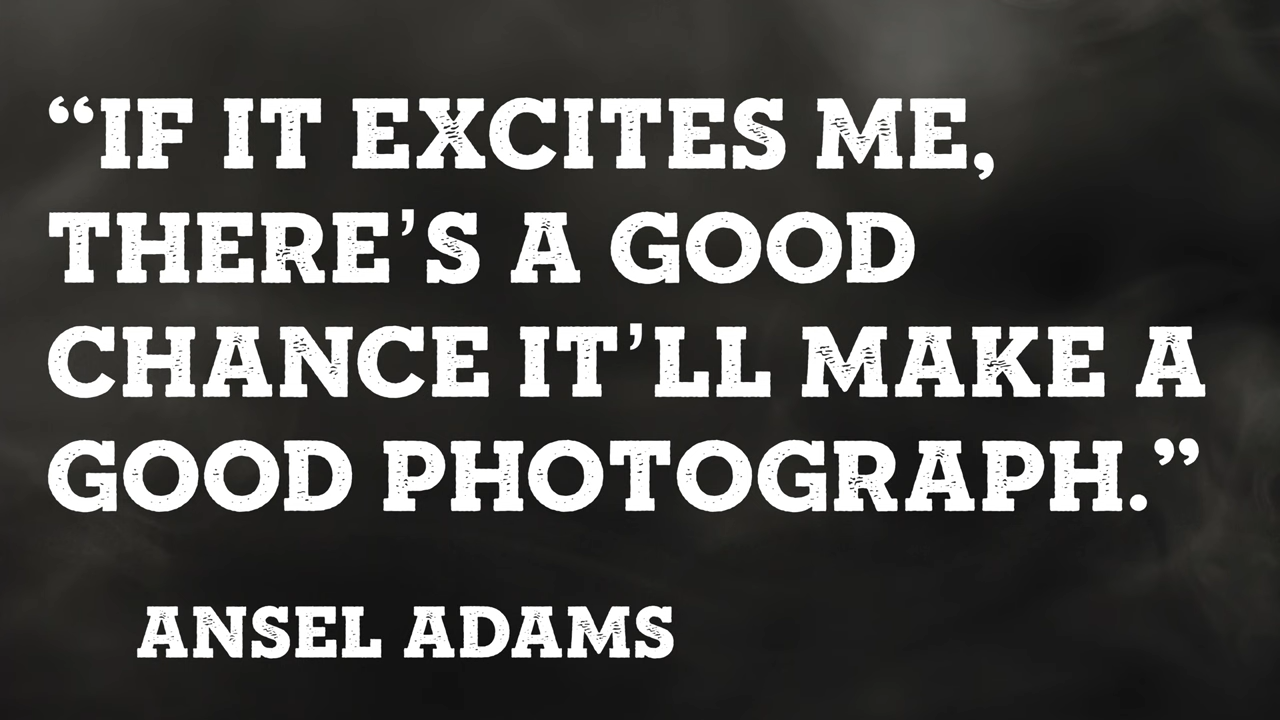 “IF IT EXCITES ME,
THERE’S A GOOD
CHANCE IT’LL MAKE A
GOOD PHOTOGRAPH.”
ANSEL ADAMS